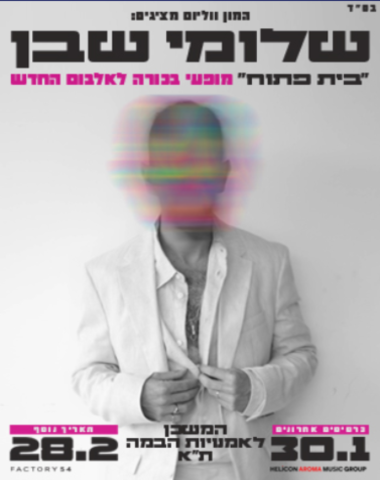 בס״ד
המון ווליום מציגים:
שלומי שבן
״בית פתוח״ מופעי בכורה לאלבום החדש
כרטיסים אחרונים
30.1
המשכן
לאמנויות הבמה
ת״א
תאריך נוסף
28.2
FACTORY 54
HELICON AROMA MUSIC GROUP